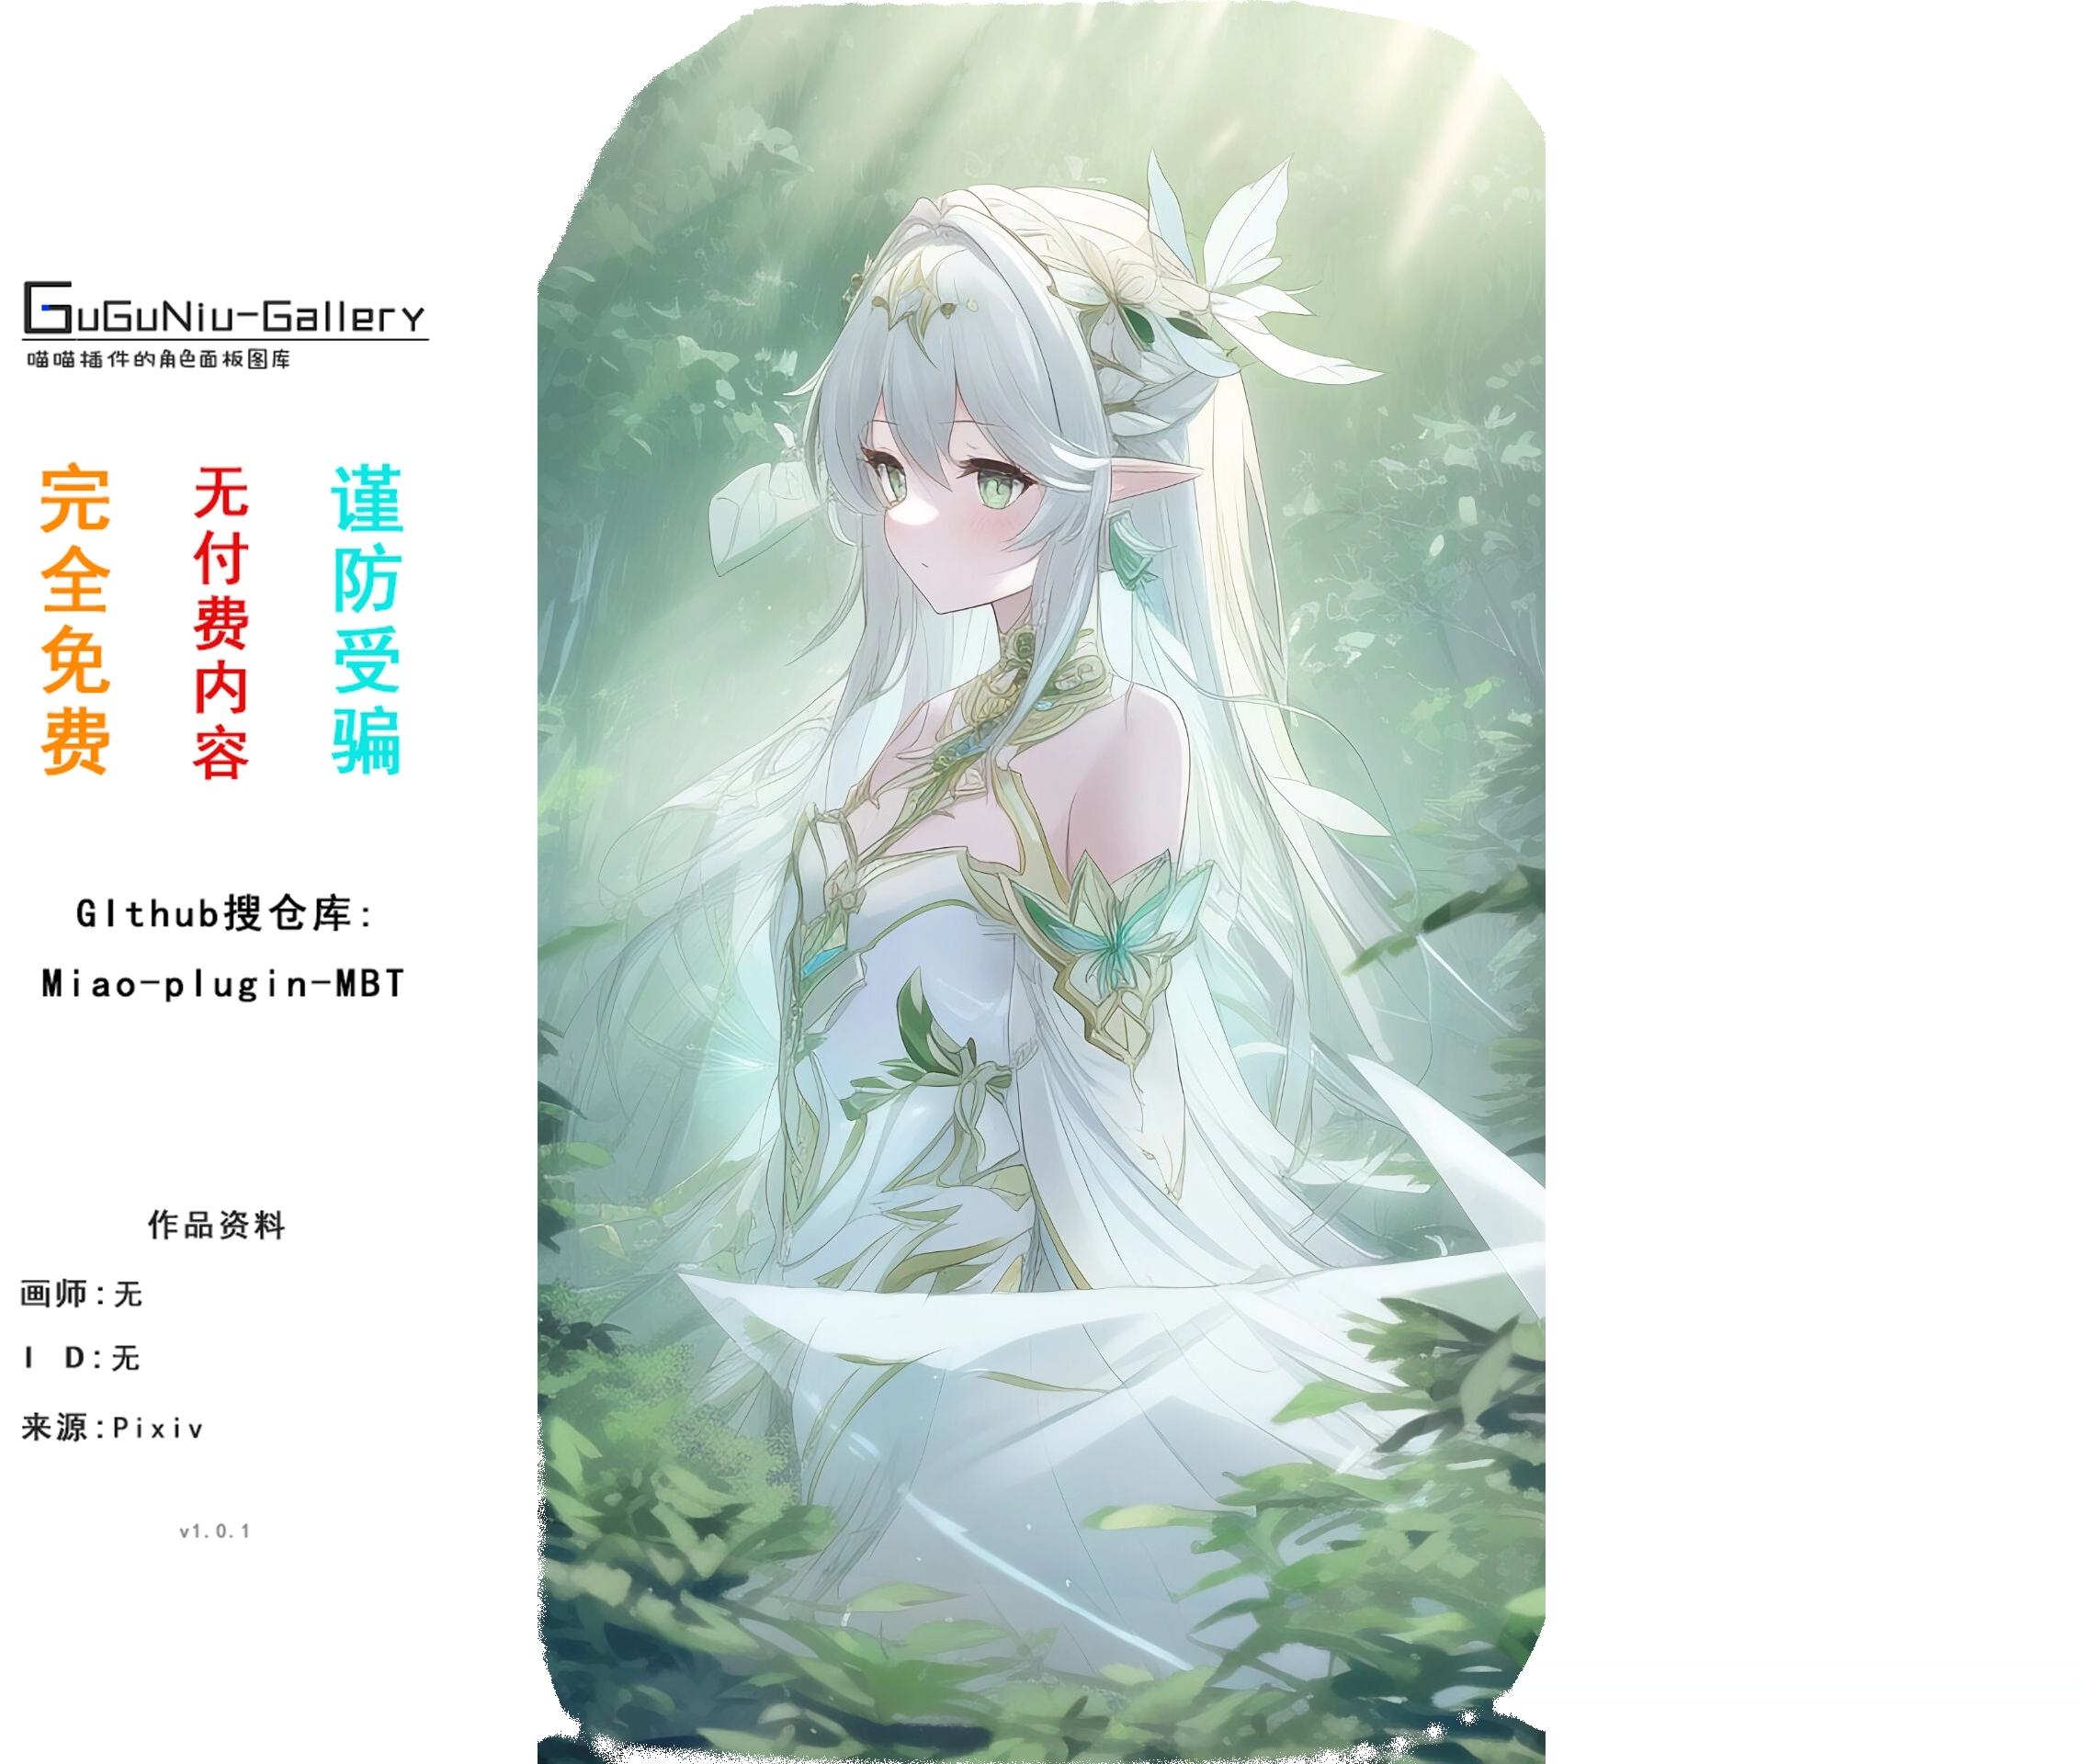 GuGuNiu-Gallery
喵喵插件的角色面板图库
完全免费
无付费内容
谨防受骗
GIthub搜仓库:
Miao-plugin-MBT
作品资料
画师:无
I D:无
来源:Pixiv
v1.0.1